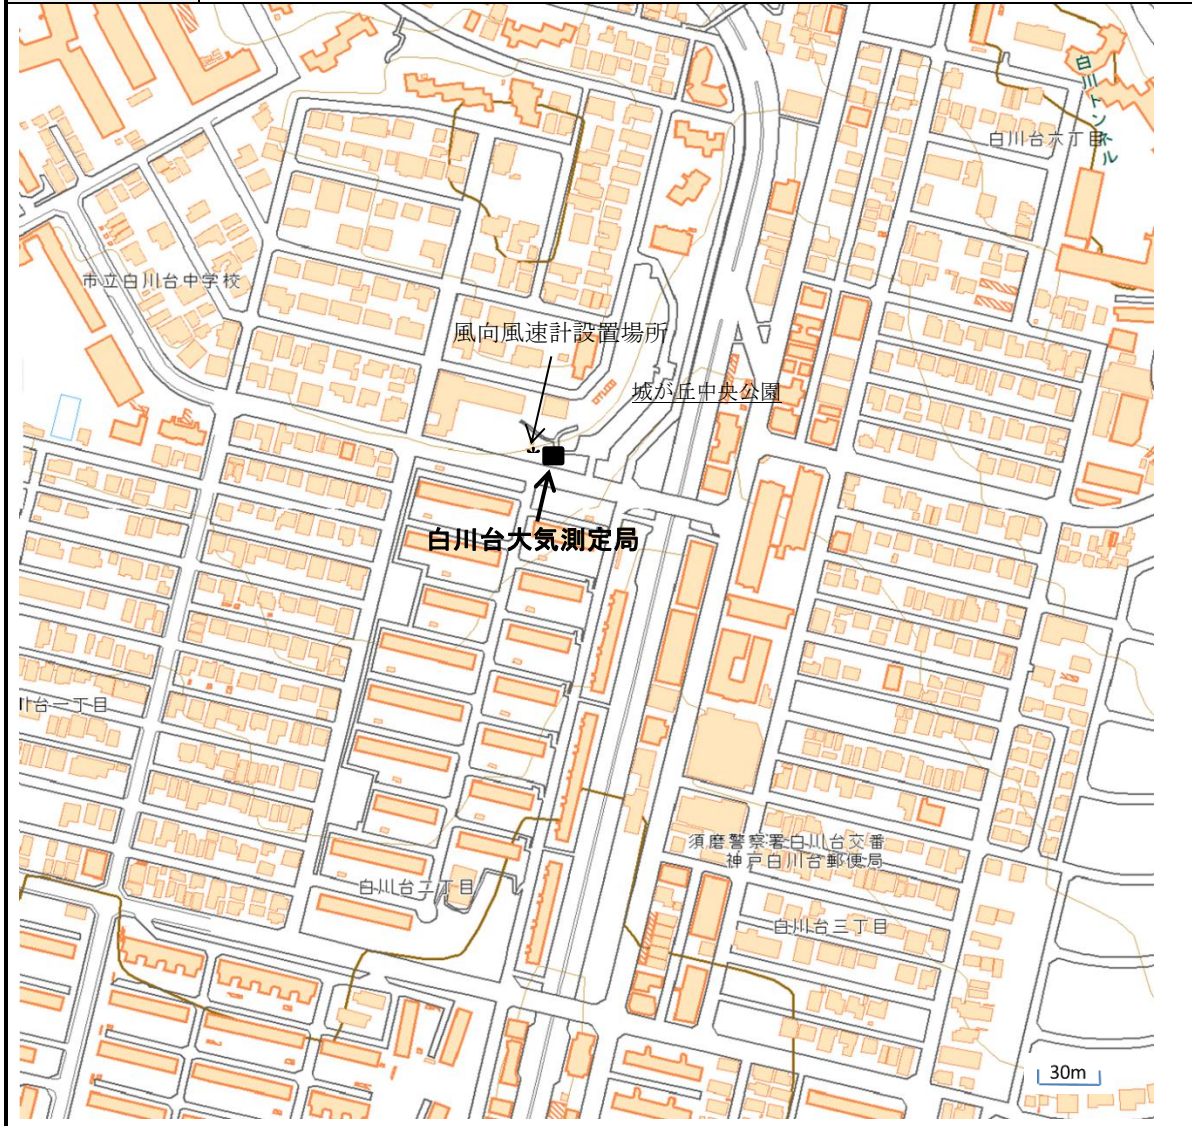 白川トンネル
白川台六丁目
市立白川台中学校
風向風速計設置場所
城が丘中央公園
白川台大気測定局
川台一丁目
須磨警察署白川台交番
神戸白川台郵便局
白川台二丁目
白川台三丁目
30m